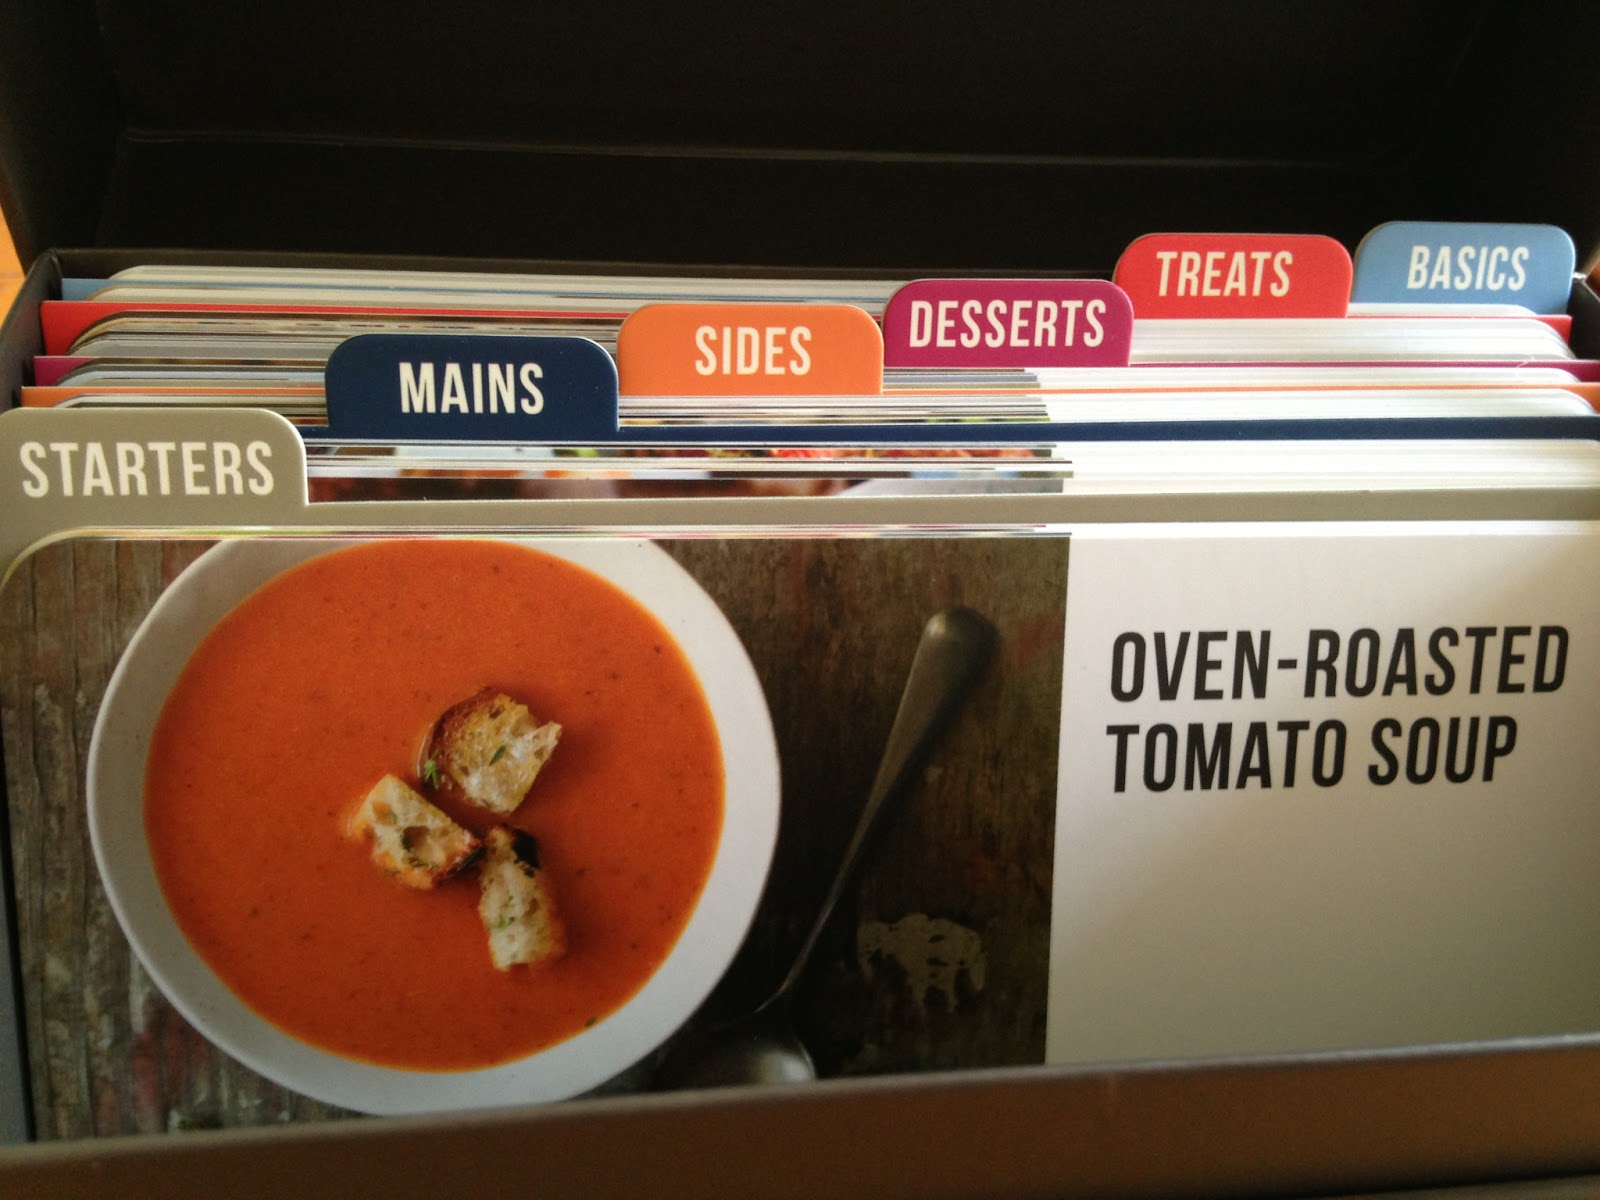 BASICS
TREATS
DESSERTS
SIDES
MAINS
STARTERS
OVEN-ROASTED
TOMATO SOUP